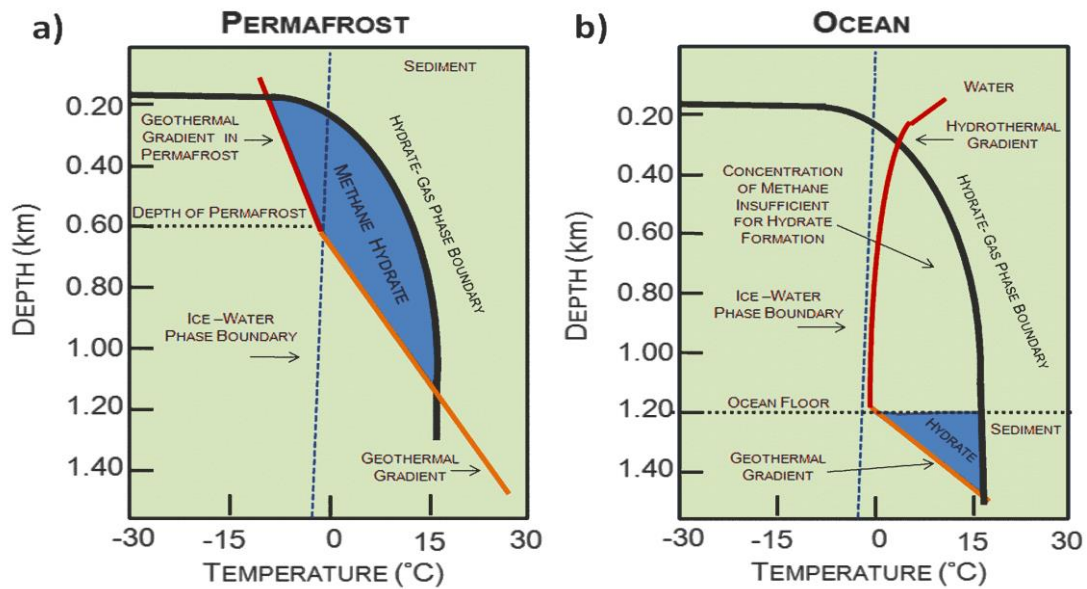 a)
PERMAFROST
SEDIMENT
0.20
0.40
0.60
0.80
1.00
1.20
1.40
DEPTH (km)
GEOTHERMAL
GRADIENT IN
PERMAFROST
HYDRATE- GAS PHASE BOUNDARY
METHANE HYDRATE
DEPTH OF PERMAFROST
ICE –WATER
PHASE BOUNDARY
GEOTHERMAL
GRADIENT
-30
-15
0
15
30
TEMPERATURE (°C)
b)
OCEAN
WATER
0.20
0.40
0.60
0.80
1.00
1.20
1.40
DEPTH (km)
HYDROTHERMAL
GRADIENT
CONCENTRATION
OF METHANE
INSUFFICIENT
FOR HYDRATE
FORMATION
HYDRATE- GAS PHASE BOUNDARY
ICE –WATER
PHASE BOUNDARY
OCEAN FLOOR
SEDIMENT
HYDRATE
GEOTHERMAL
GRADIENT
-30
0
15
30
TEMPERATURE (°C)